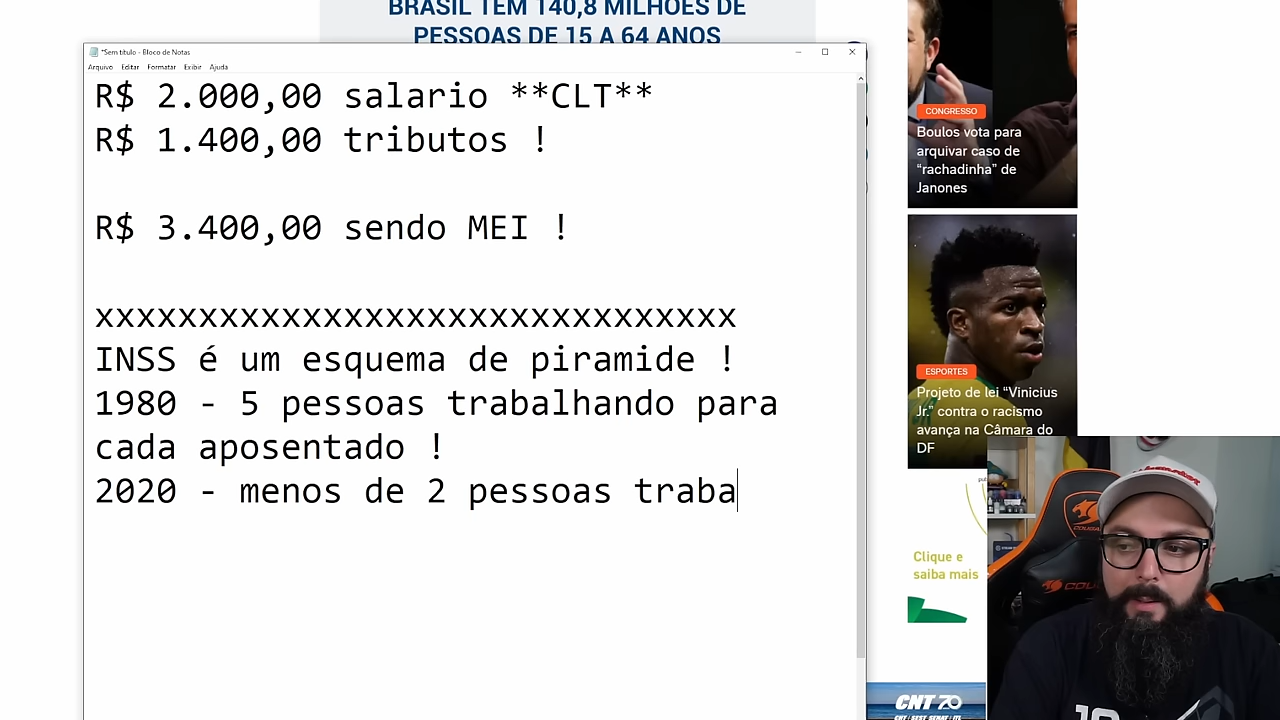 BRASIL TEM 140,8 MILHÕES DE
PESSOAS DE 15 A 64 ANOS
*Sem título - Bloco de Notas
Arquivo Editar Formatar Exibir Ajuda
R$ 2.000,00 salario **CLT**
R$ 1.400,00 tributos !
R$ 3.400,00 sendo MEI !
xxxxxxxxxxxxxxxxxxxxxxxxxxxxxxx
INSS é um esquema de piramide !
1980 - 5 pessoas trabalhando para
cada aposentado !
2020 - menos de 2 pessoas traba
CONGRESSO
Boulos vota para
arquivar caso de
“rachadinha” de
Janones
ESPORTES
Projeto de lei “Vinicius
Jr.” contra o racismo
avança na Câmara do
DF
Clique e
saiba mais
CNT 70
COUGAR